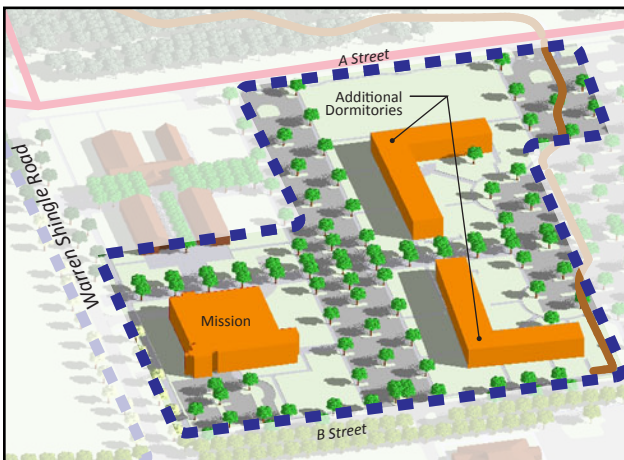 A Street
Additional
Dormitories
Warren Shingle Road
Mission
B Street